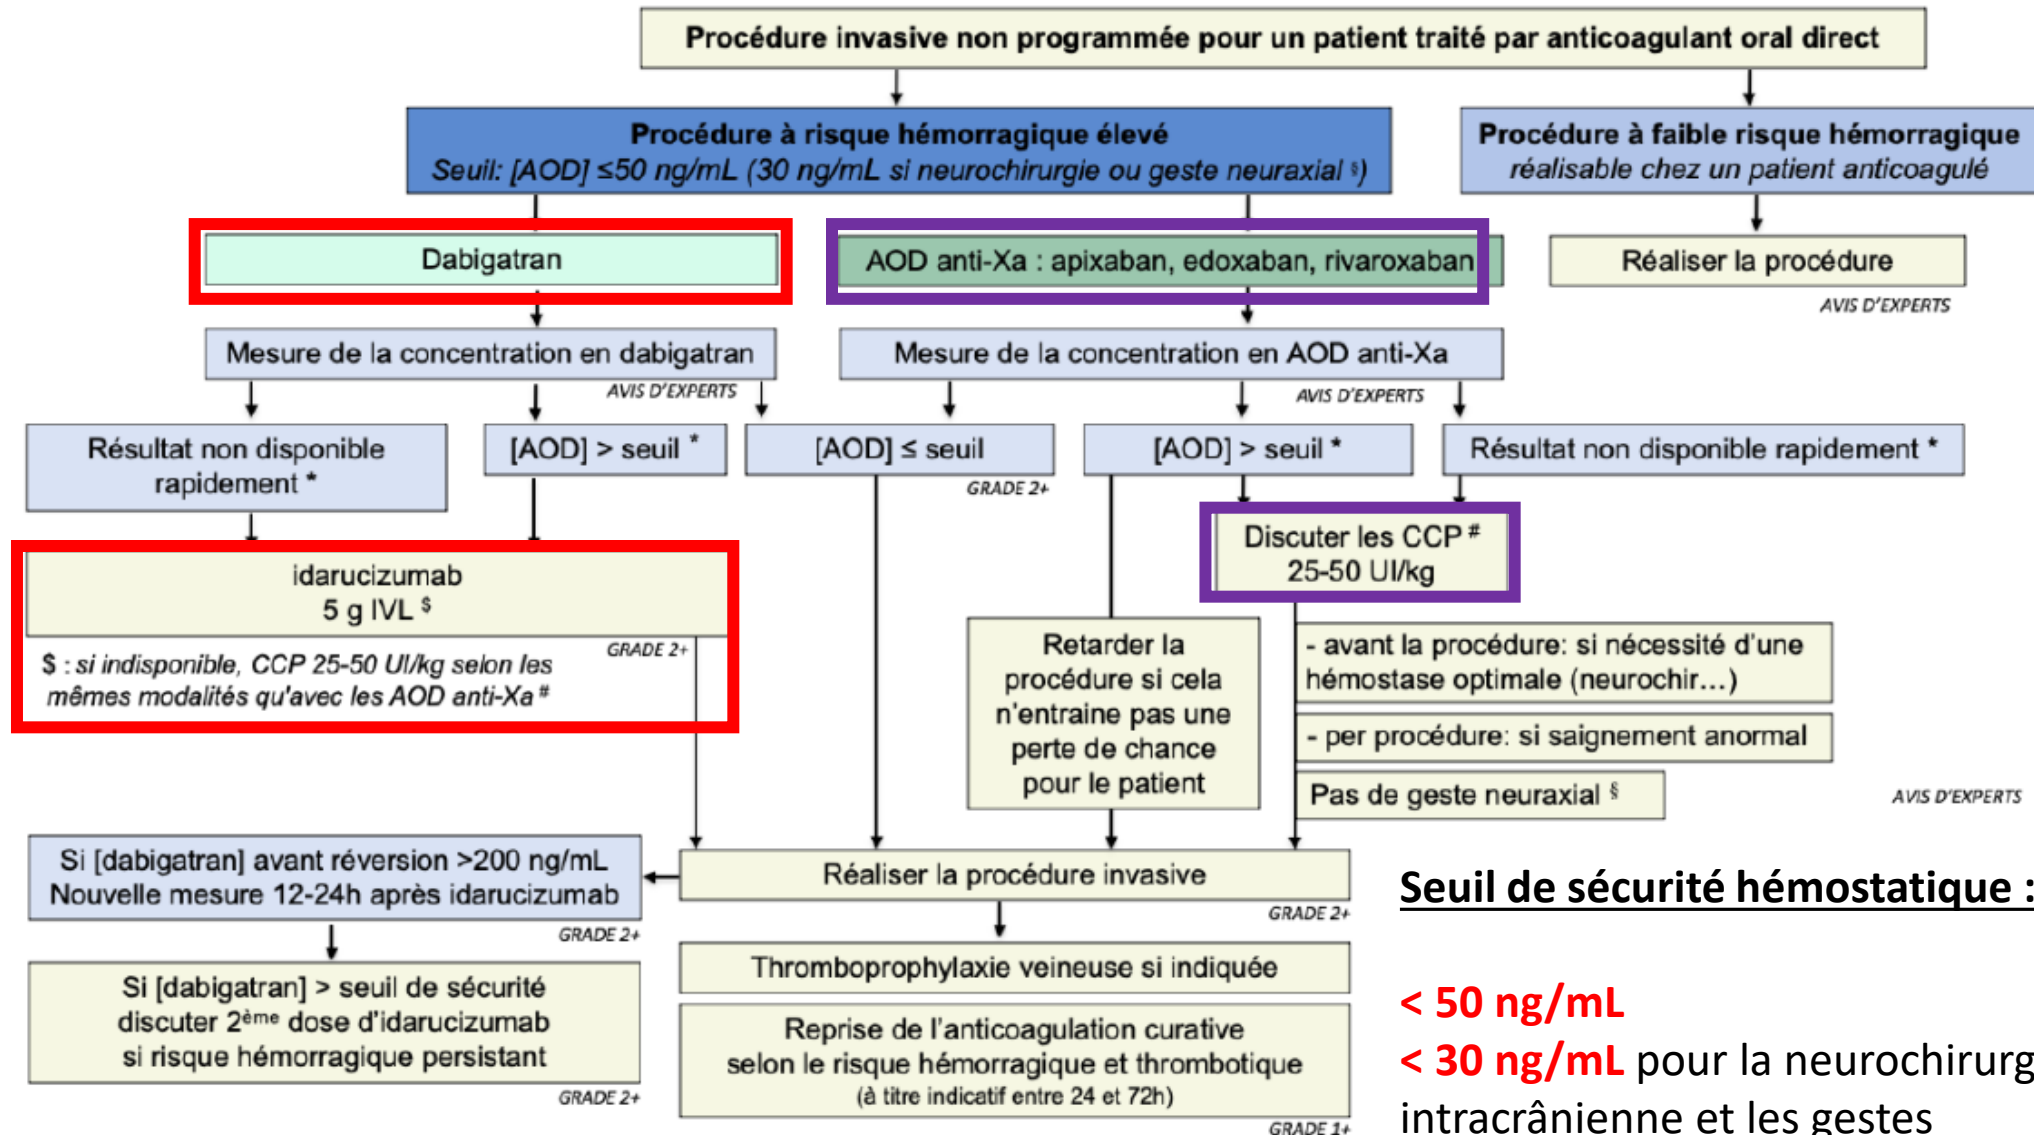 Procédure invasive non programmée pour un patient traité par anticoagulant oral direct
Procédure à risque hémorragique élevé
Seuil: [AOD] ≤50 ng/mL (30 ng/mL si neurochirurgie ou geste neuraxial §)
Procédure à faible risque hémorragique
réalisable chez un patient anticoagulé
Dabigatran
AOD anti-Xa : apixaban, edoxaban, rivaroxaban
Réaliser la procédure
AVIS D'EXPERTS
Mesure de la concentration en dabigatran
AVIS D'EXPERTS
Mesure de la concentration en AOD anti-Xa
AVIS D'EXPERTS
Résultat non disponible
rapidement *
[AOD] > seuil *
[AOD] ≤ seuil
GRADE 2+
[AOD] > seuil *
Résultat non disponible rapidement *
idarucizumab
5 g IVL $
GRADE 2+
$ : si indisponible, CCP 25-50 UI/kg selon les
mêmes modalités qu'avec les AOD anti-Xa #
Discuter les CCP #
25-50 UI/kg
Retarder la
procédure si cela
n'entraine pas une
perte de chance
pour le patient
- avant la procédure: si nécessité d'une
hémostase optimale (neurochir...)
- per procédure: si saignement anormal
Pas de geste neuraxial §
AVIS D'EXPERTS
Si [dabigatran] avant réversion >200 ng/mL
Nouvelle mesure 12-24h après idarucizumab
GRADE 2+
Réaliser la procédure invasive
GRADE 2+
Si [dabigatran] > seuil de sécurité
discuter 2ème dose d'idarucizumab
si risque hémorragique persistant
GRADE 2+
Thromboprophylaxie veineuse si indiquée
Reprise de l'anticoagulation curative
selon le risque hémorragique et thrombotique
(à titre indicatif entre 24 et 72h)
GRADE 1+
Seuil de sécurité hémostatique :
< 50 ng/mL
< 30 ng/mL pour la neurochirurg
intracrânienne et les gestes